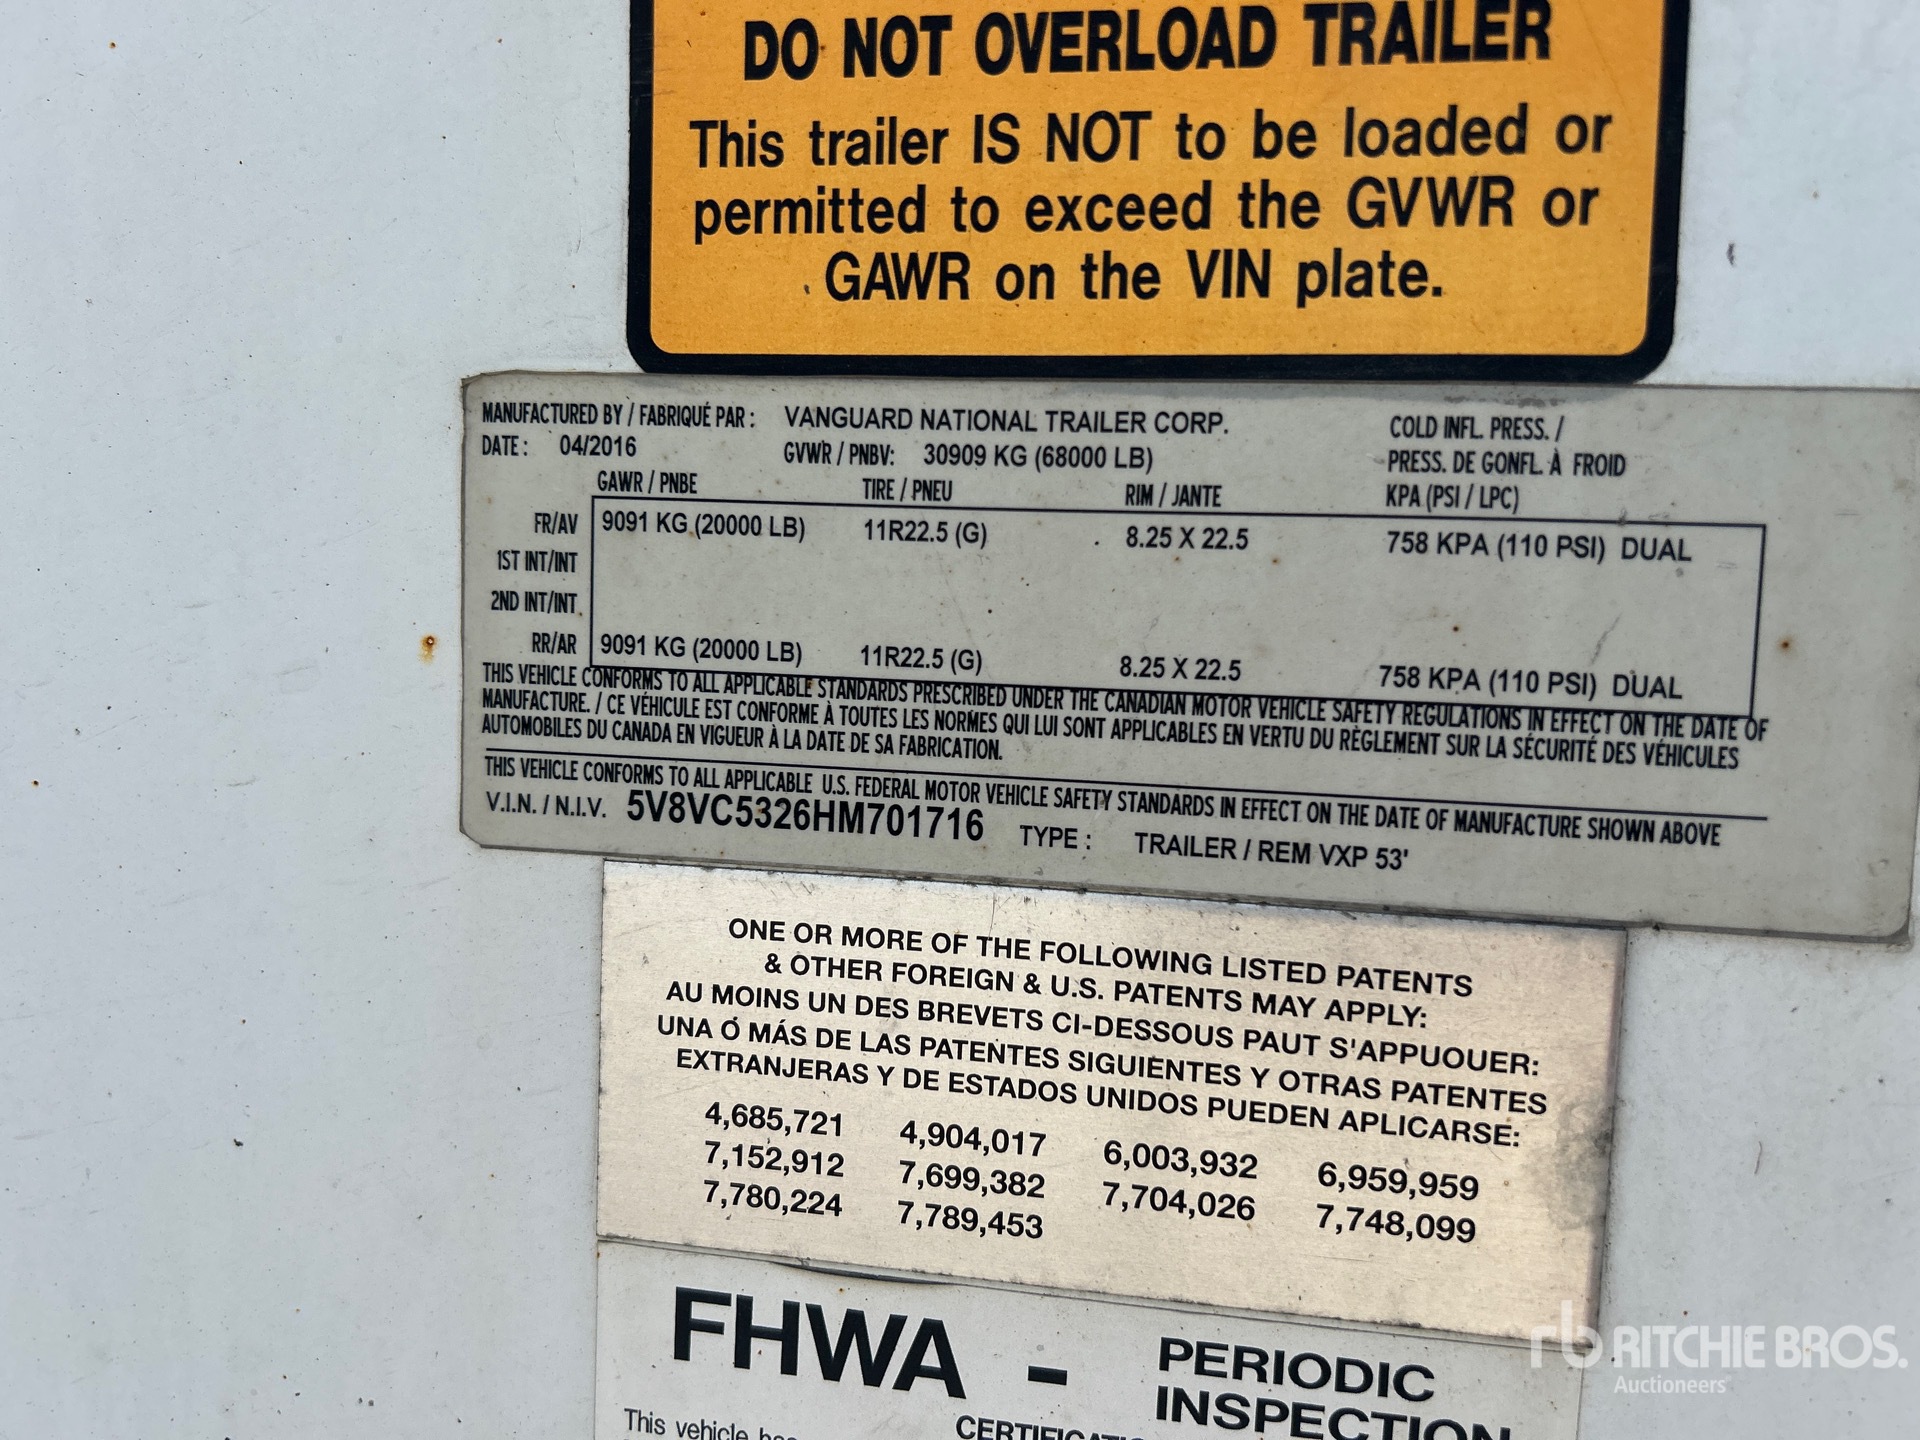 DO NOT OVERLOAD TRAILER
This trailer IS NOT to be loaded or
permitted to exceed the GVWR or
GAWR on the VIN plate.
MANUFACTURED BY / FABRIQUÉ PAR : VANGUARD NATIONAL TRAILER CORP.
DATE : 04/2016 GVWR / PNBV: 30909 KG (68000 LB)
COLD INFL. PRESS. /
PRESS. DE GONFL. À FROID
GAWR / PNBE TIRE / PNEU RIM / JANTE KPA (PSI / LPC)
FR/AV 9091 KG (20000 LB) 11R22.5 (G) 8.25 X 22.5 758 KPA (110 PSI) DUAL
1ST INT/INT
2ND INT/INT
RR/AR 9091 KG (20000 LB) 11R22.5 (G) 8.25 X 22.5 758 KPA (110 PSI) DUAL
THIS VEHICLE CONFORMS TO ALL APPLICABLE STANDARDS PRESCRIBED UNDER THE CANADIAN MOTOR VEHICLE SAFETY REGULATIONS IN EFFECT ON THE DATE OF
MANUFACTURE. / CE VÉHICULE EST CONFORME À TOUTES LES NORMES QUI LUI SONT APPLICABLES EN VERTU DU RÈGLEMENT SUR LA SÉCURITÉ DES VÉHICULES
AUTOMOBILES DU CANADA EN VIGUEUR À LA DATE DE SA FABRICATION.
THIS VEHICLE CONFORMS TO ALL APPLICABLE U.S. FEDERAL MOTOR VEHICLE SAFETY STANDARDS IN EFFECT ON THE DATE OF MANUFACTURE SHOWN ABOVE
V.I.N. / N.I.V. 5V8VC5326HM701716 TYPE : TRAILER / REM VXP 53'
ONE OR MORE OF THE FOLLOWING LISTED PATENTS
& OTHER FOREIGN & U.S. PATENTS MAY APPLY:
AU MOINS UN DES BREVETS CI-DESSOUS PAUT S'APPUOUER:
UNA Ó MÁS DE LAS PATENTES SIGUIENTES Y OTRAS PATENTES
EXTRANJERAS Y DE ESTADOS UNIDOS PUEDEN APLICARSE:
4,685,721 4,904,017 6,003,932 6,959,959
7,152,912 7,699,382 7,704,026 7,748,099
7,780,224 7,789,453
FHWA - PERIODIC
INSPECTION
This vehicle
rb RITCHIE BROS.
Auctioneers